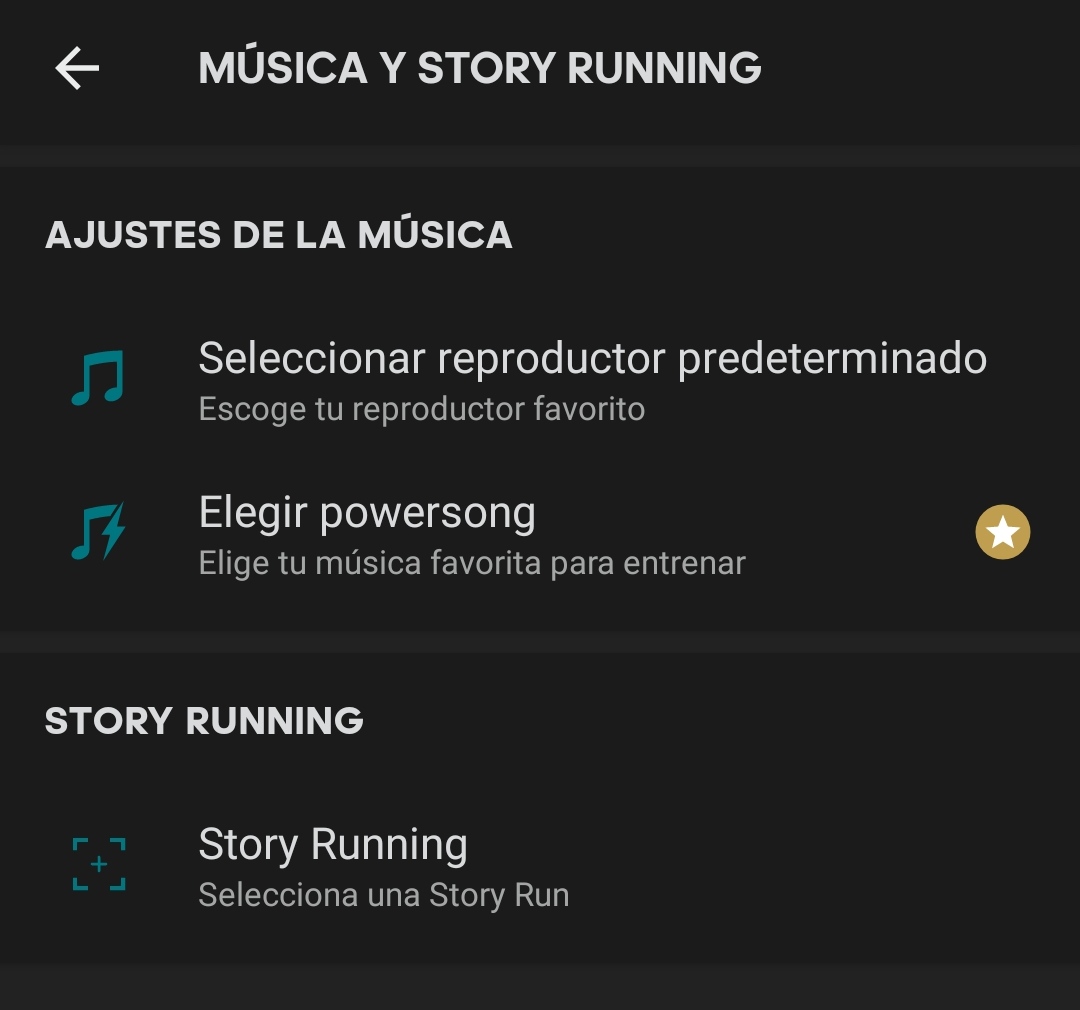 MÚSICA Y STORY RUNNING
AJUSTES DE LA MÚSICA
Seleccionar reproductor predeterminado
Escoge tu reproductor favorito
Elegir powersong
Elige tu música favorita para entrenar
STORY RUNNING
Story Running
Selecciona una Story Run